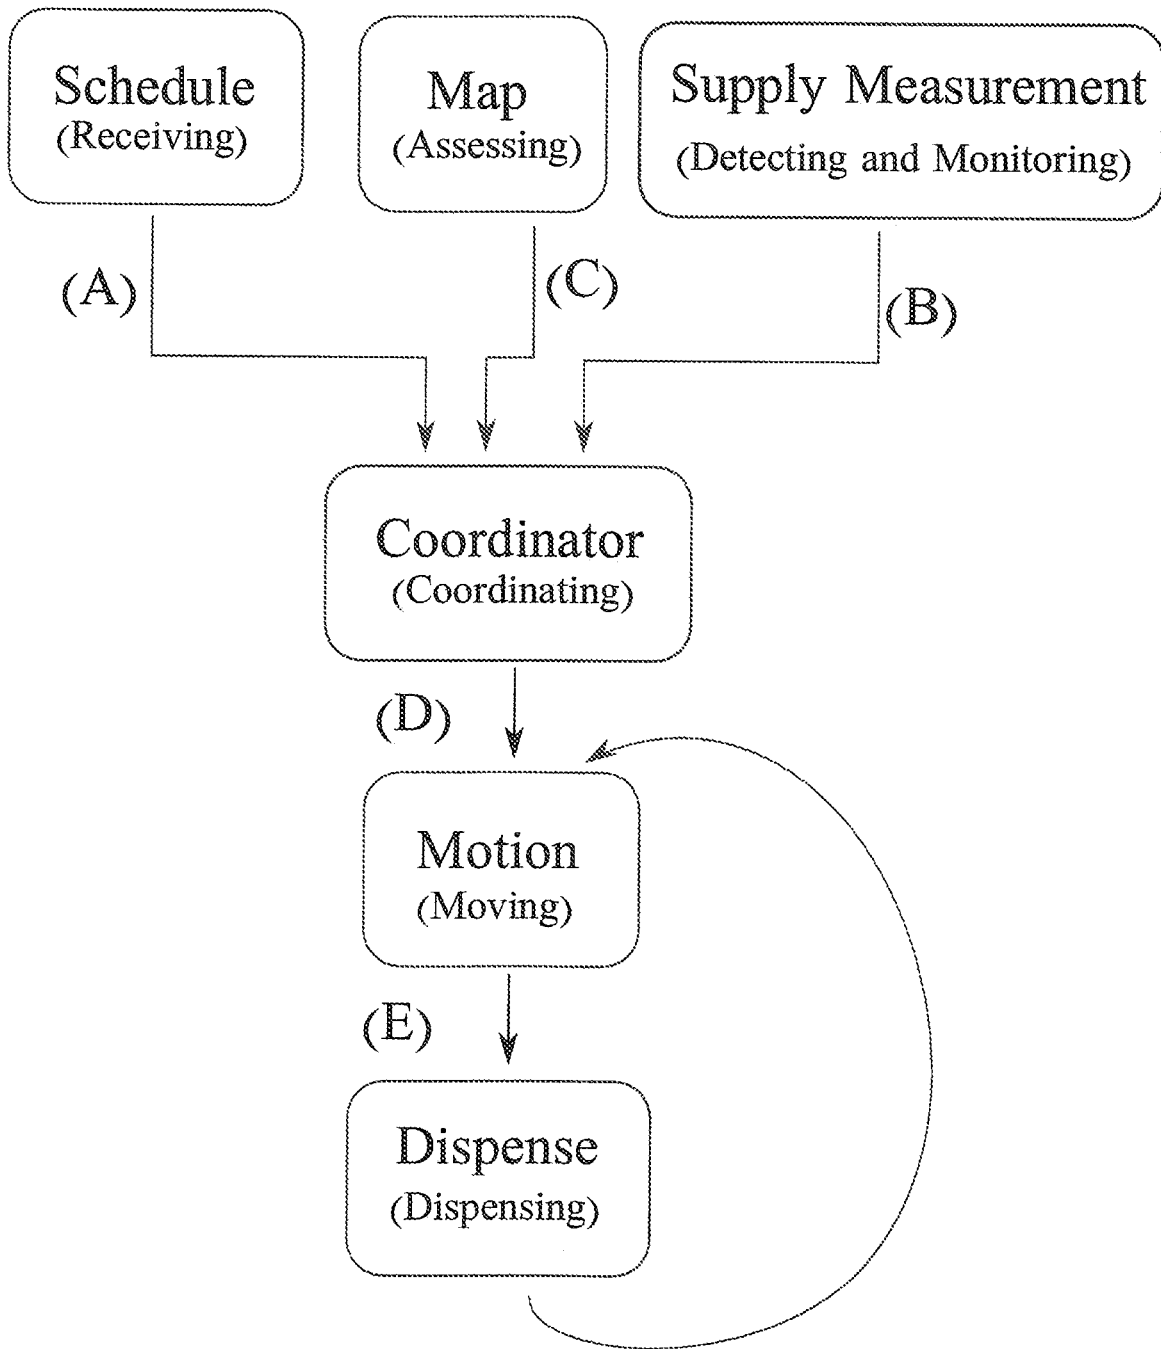 Schedule
(Receiving)
Map
(Assessing)
Supply Measurement
(Detecting and Monitoring)
(A)
(C)
(B)
Coordinator
(Coordinating)
(D)
Motion
(Moving)
(E)
Dispense
(Dispensing)